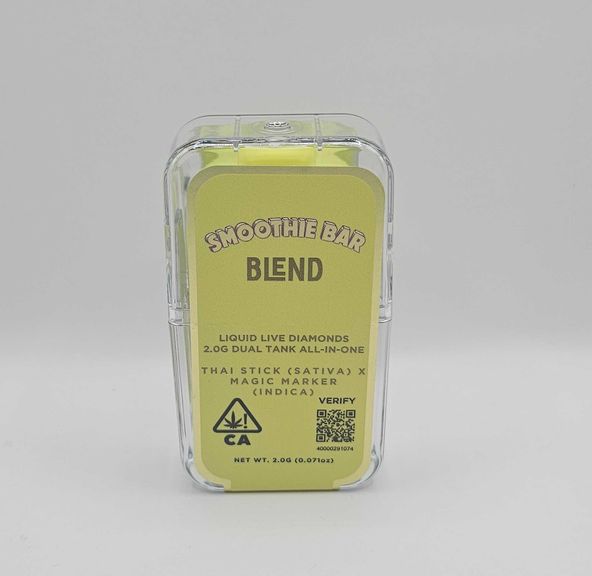 SMOOTHIE BAR
BLEND
LIQUID LIVE DIAMONDS
2.0G DUAL TANK ALL-IN-ONE
THAI STICK (SATIVA) X
MAGIC MARKER
(INDICA)
VERIFY
CA
40000291074
NET WT. 2.0G (0.071oz)